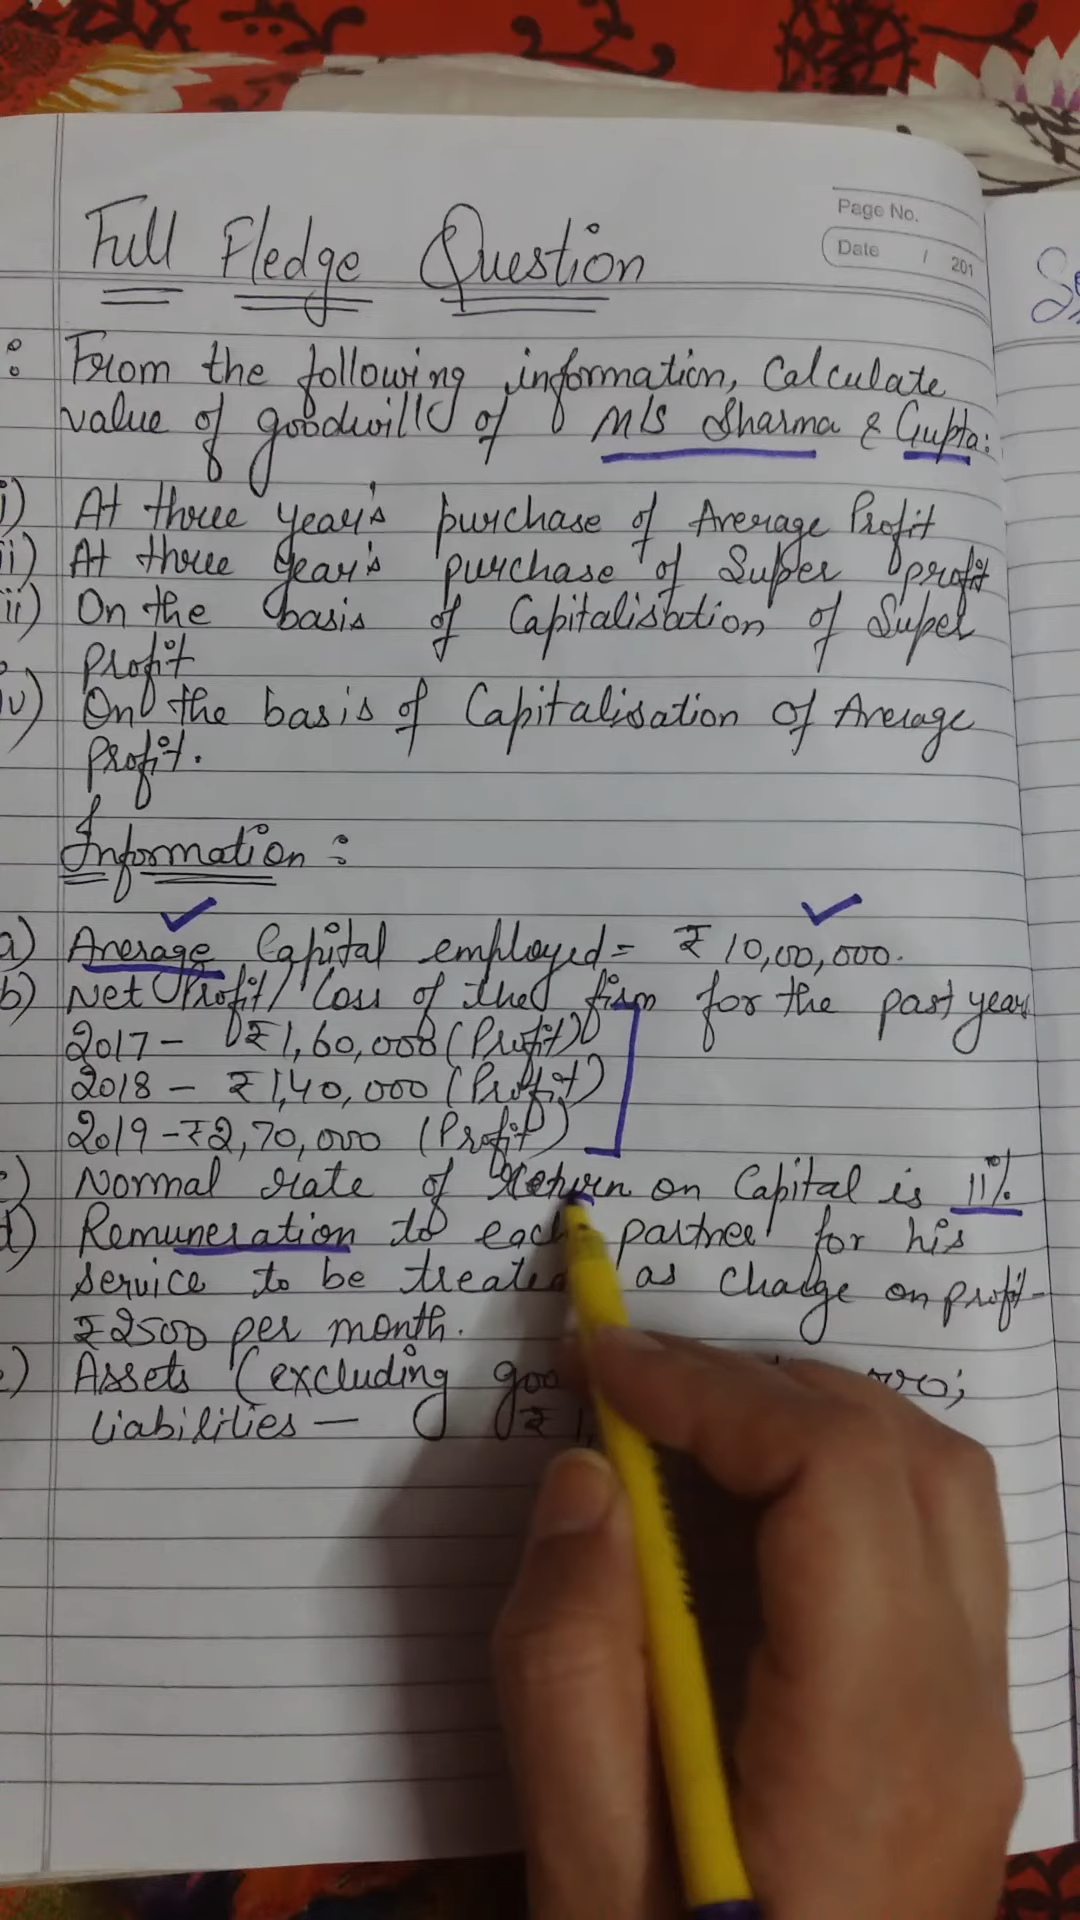 Page No.
Date / 201
Full Fledge Question
: From the following information, Calculate
value of goodwill of M/S Sharma & Gupta:
i) At three year's purchase of Average Profit
ii) At three year's purchase of Super profit
ii) On the basis of Capitalisation of Super
profit
iv) On the basis of Capitalisation of Average
profit.
Information :
a) Average Capital employed = ₹ 10,00,000.
b) Net Profit/Loss of the firm for the past year
2017 - ₹1,60,000 (Profit)
2018 - ₹1,40,000 (Profit)
2019 - ₹2,70,000 (Profit)
) Normal rate of Return on Capital is 11%
d) Remuneration to each partner for his
service to be treated as charge on profit -
₹2500 per month.
) Assets (excluding
liabilities - ₹1,